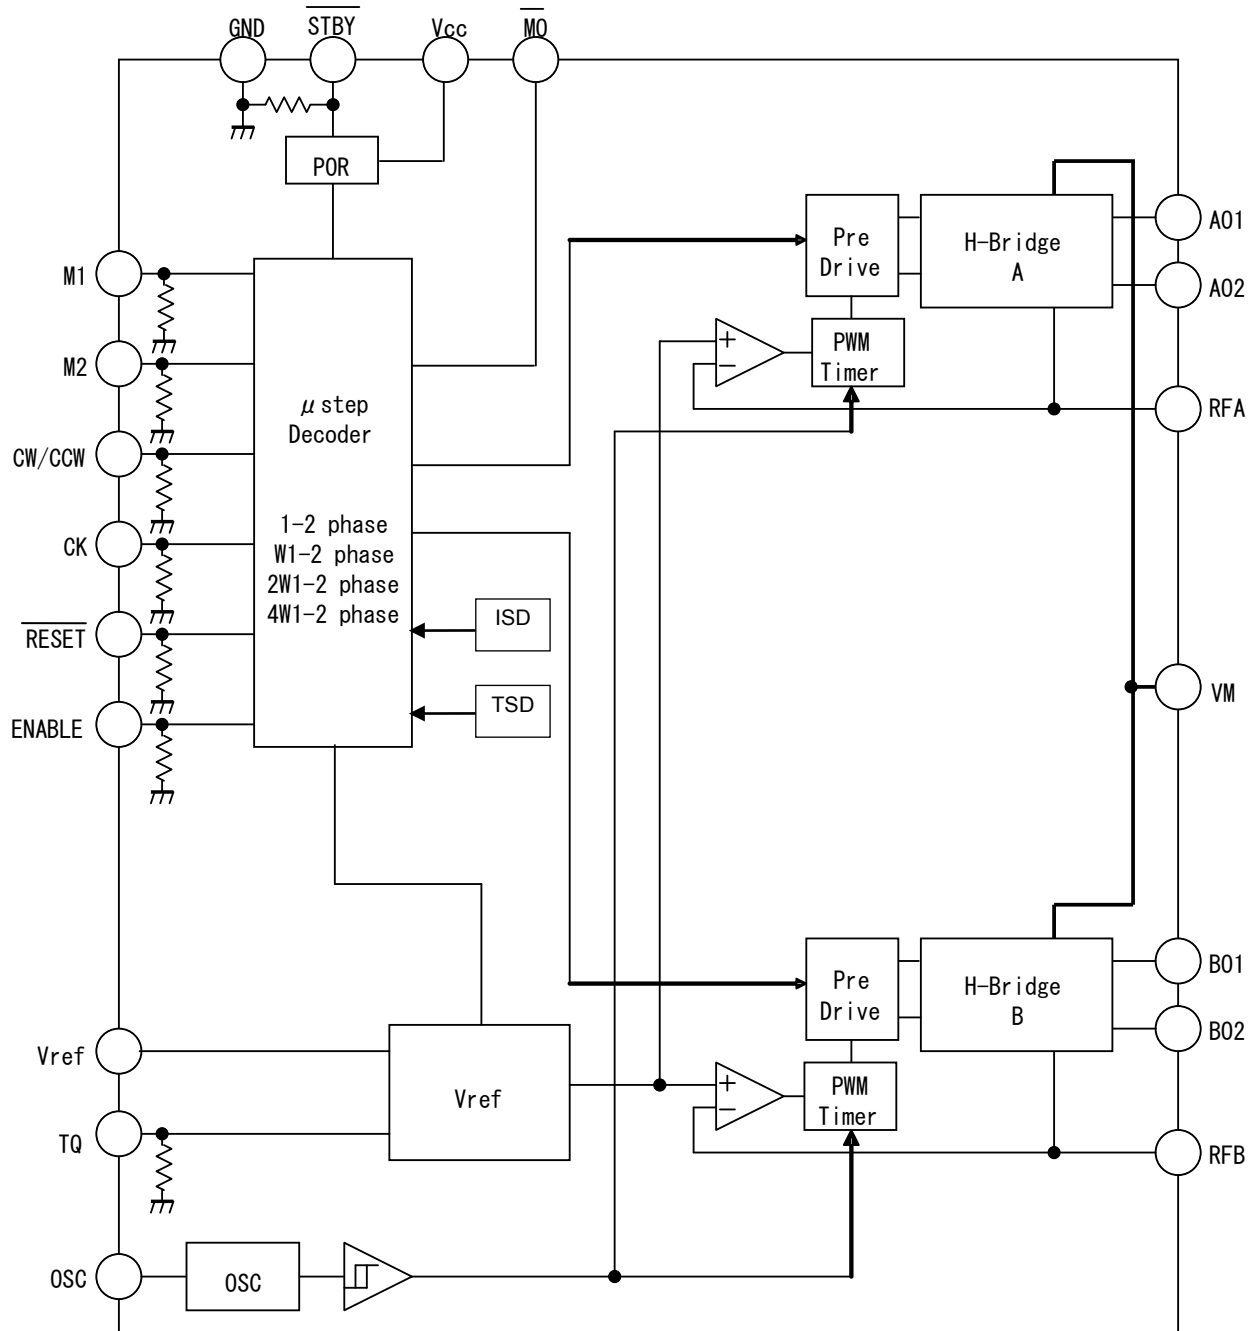 GND
STBY
Vcc
MO
POR
M1
M2
CW/CCW
CK
RESET
ENABLE
μstep
Decoder
1-2 phase
W1-2 phase
2W1-2 phase
4W1-2 phase
ISD
TSD
Pre
Drive
H-Bridge
A
AO1
AO2
+
−
PWM
Timer
RFA
VM
Pre
Drive
H-Bridge
B
BO1
BO2
Vref
Vref
TQ
+
−
PWM
Timer
RFB
OSC
OSC